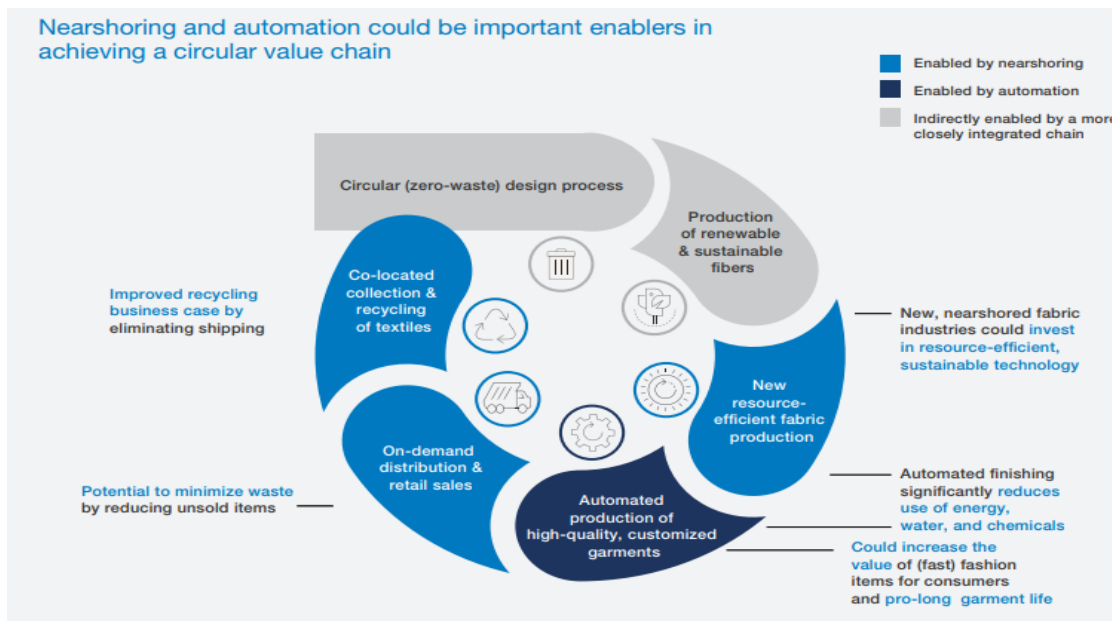 Nearshoring and automation could be important enablers in
achieving a circular value chain
Enabled by nearshoring
Enabled by automation
Indirectly enabled by a more
closely integrated chain
Circular (zero-waste) design process
Production
of renewable
& sustainable
fibers
Co-located
collection &
recycling
of textiles
Improved recycling
business case by
eliminating shipping
New, nearshored fabric
industries could invest
in resource-efficient,
sustainable technology
New
resource-
efficient fabric
production
On-demand
distribution &
retail sales
Potential to minimize waste
by reducing unsold items
Automated
production of
high-quality, customized
garments
Automated finishing
significantly reduces
use of energy,
water, and chemicals
Could increase the
value of (fast) fashion
items for consumers
and pro-long garment life